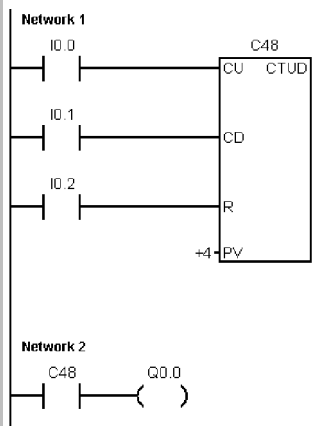 Network 1
I0.0
C48
CU CTUD
I0.1
CD
I0.2
R
+4 PV
Network 2
C48 Q0.0